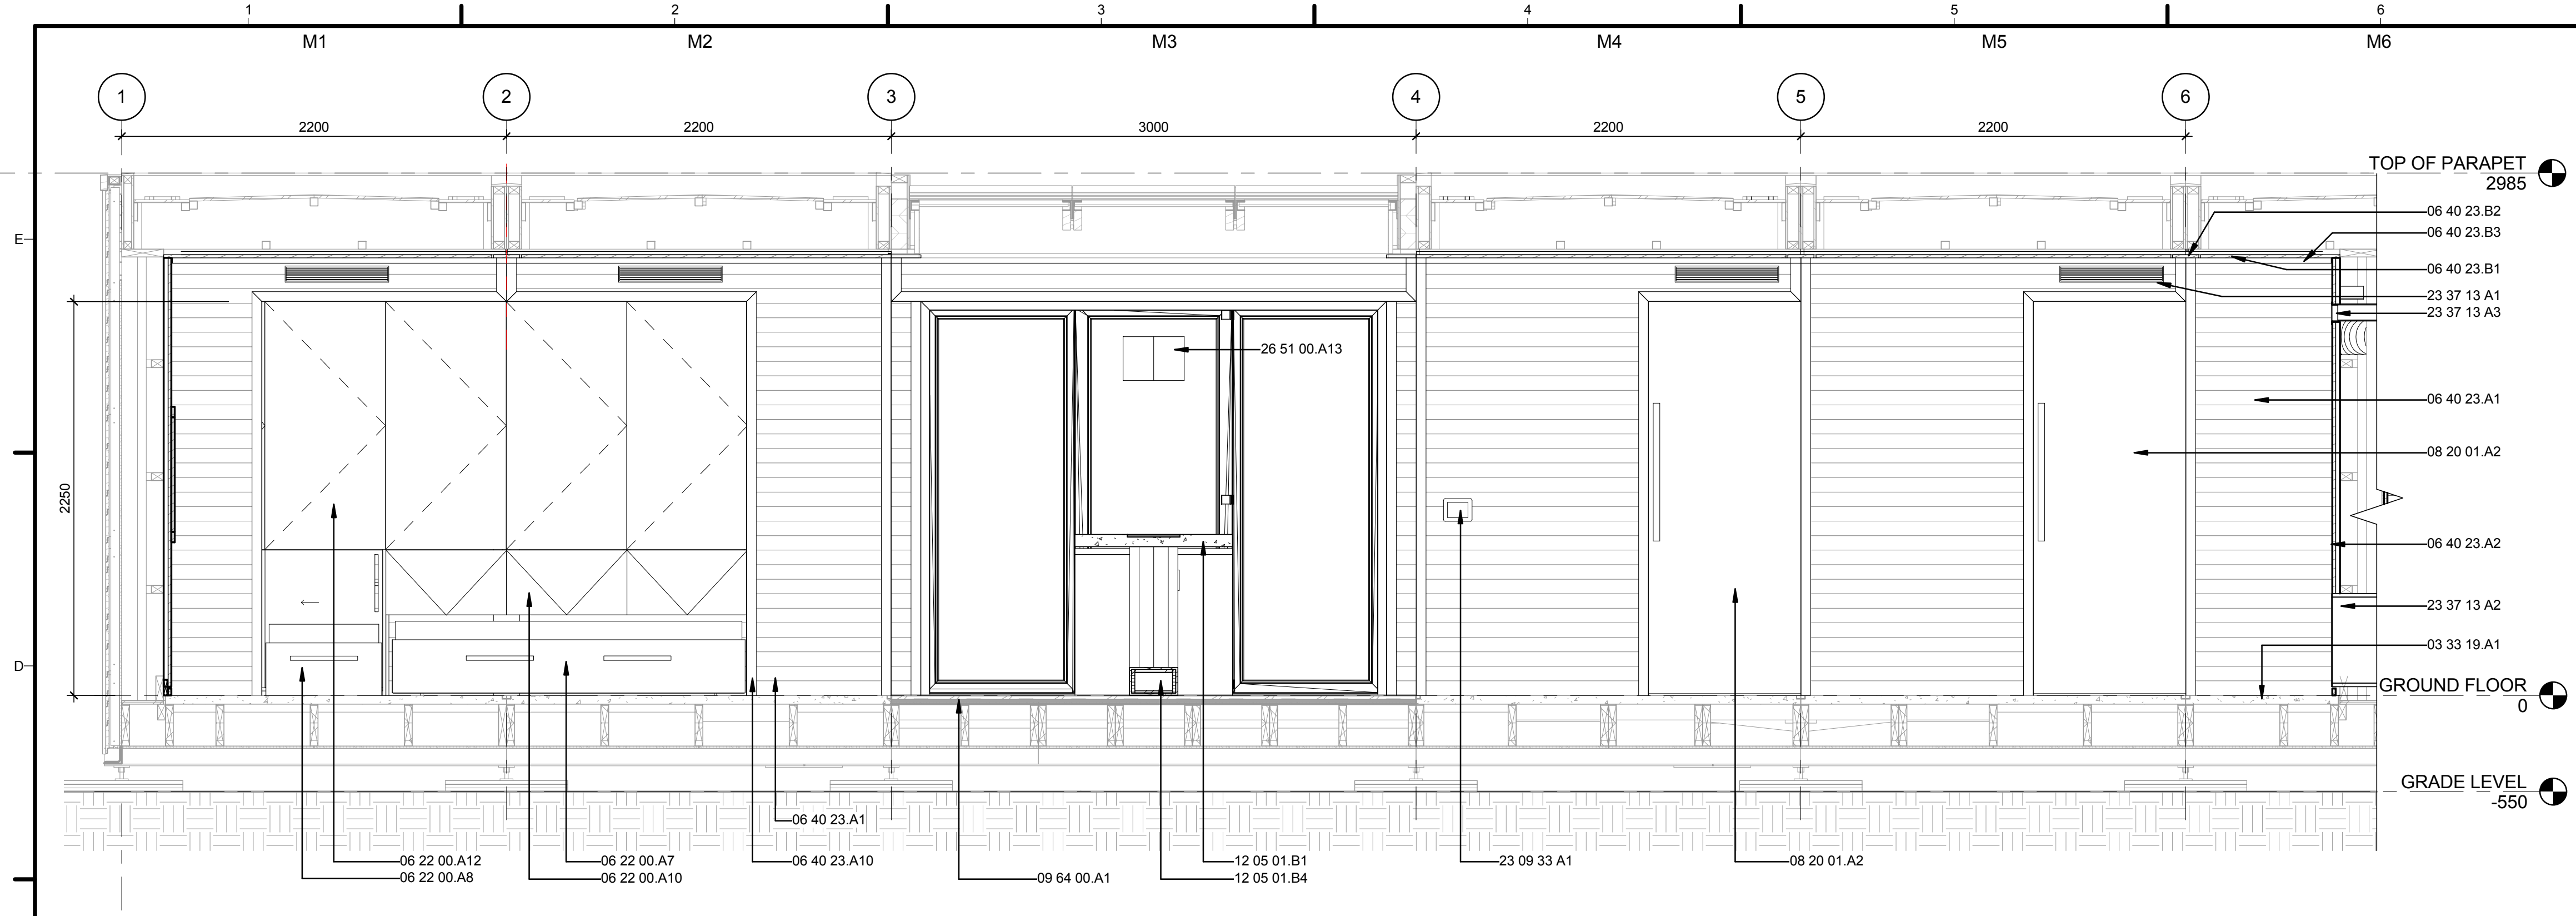 1 2 3 4 5 6
M1 M2 M3 M4 M5 M6
1 2 3 4 5 6
2200 2200 3000 2200 2200
TOP OF PARAPET
2985
06 40 23.B2
06 40 23.B3
E
06 40 23.B1
23 37 13 A1
23 37 13 A3
26 51 00.A13
06 40 23.A1
08 20 01.A2
2250
06 40 23.A2
23 37 13 A2
03 33 19.A1
D
GROUND FLOOR
0
GRADE LEVEL
-550
06 40 23.A1
06 22 00.A12
06 22 00.A7
06 40 23.A10
12 05 01.B1
23 09 33 A1
08 20 01.A2
06 22 00.A8
06 22 00.A10
09 64 00.A1
12 05 01.B4